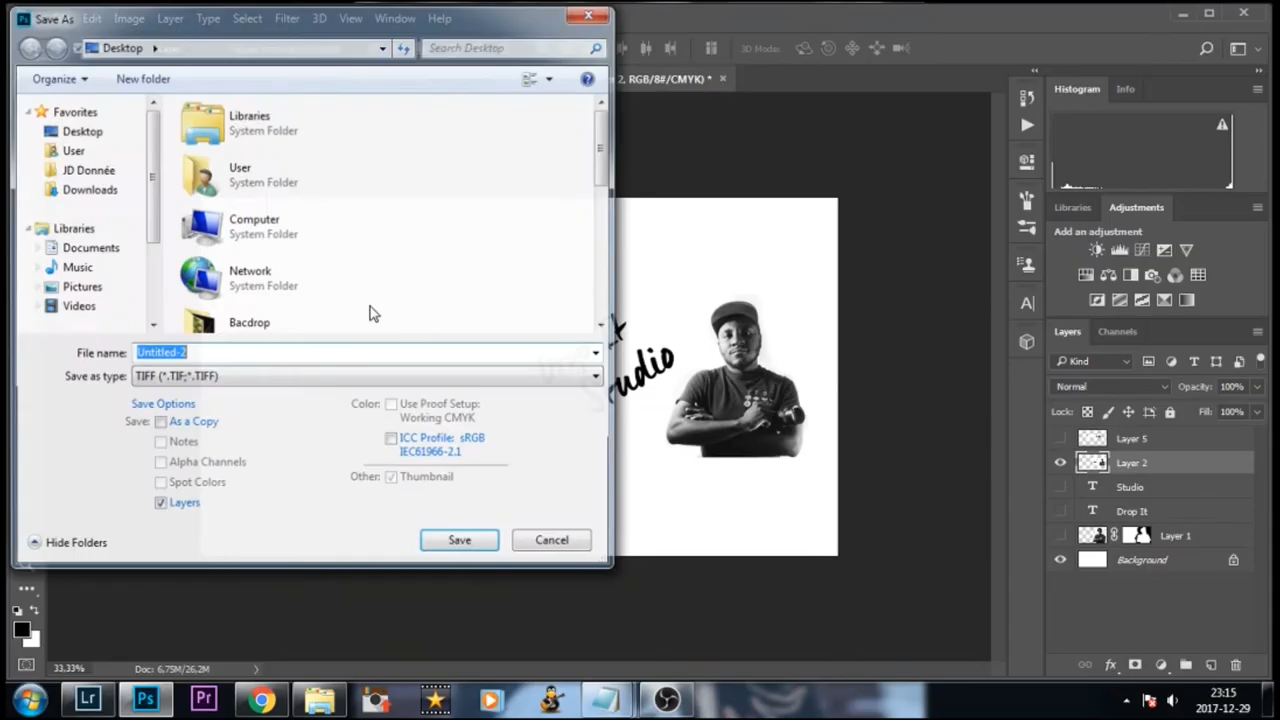 Save As
Edit Image Layer Type Select Filter 3D View Window Help
Desktop
Search Desktop
3D Mode:
Organize New folder
2, RGB/8#/CMYK) *
Histogram Info
Favorites
Desktop
User
JD Donnée
Downloads
Libraries
Documents
Music
Pictures
Videos
Libraries
System Folder
User
System Folder
Computer
System Folder
Network
System Folder
Bacdrop
File name: Untitled-2
Save as type: TIFF (*.TIF;*.TIFF)
Save Options
Save: As a Copy
Notes
Alpha Channels
Spot Colors
Layers
Color: Use Proof Setup:
Working CMYK
ICC Profile: sRGB
IEC61966-2.1
Other: Thumbnail
Hide Folders
Save Cancel
Libraries Adjustments
Add an adjustment
Layers Channels
Kind
Normal Opacity: 100%
Lock: Fill: 100%
Layer 5
Layer 2
T Studio
T Drop It
Layer 1
Background
33,33% Doc: 6,75M/26,2M
Lr Ps Pr
23:15
2017-12-29